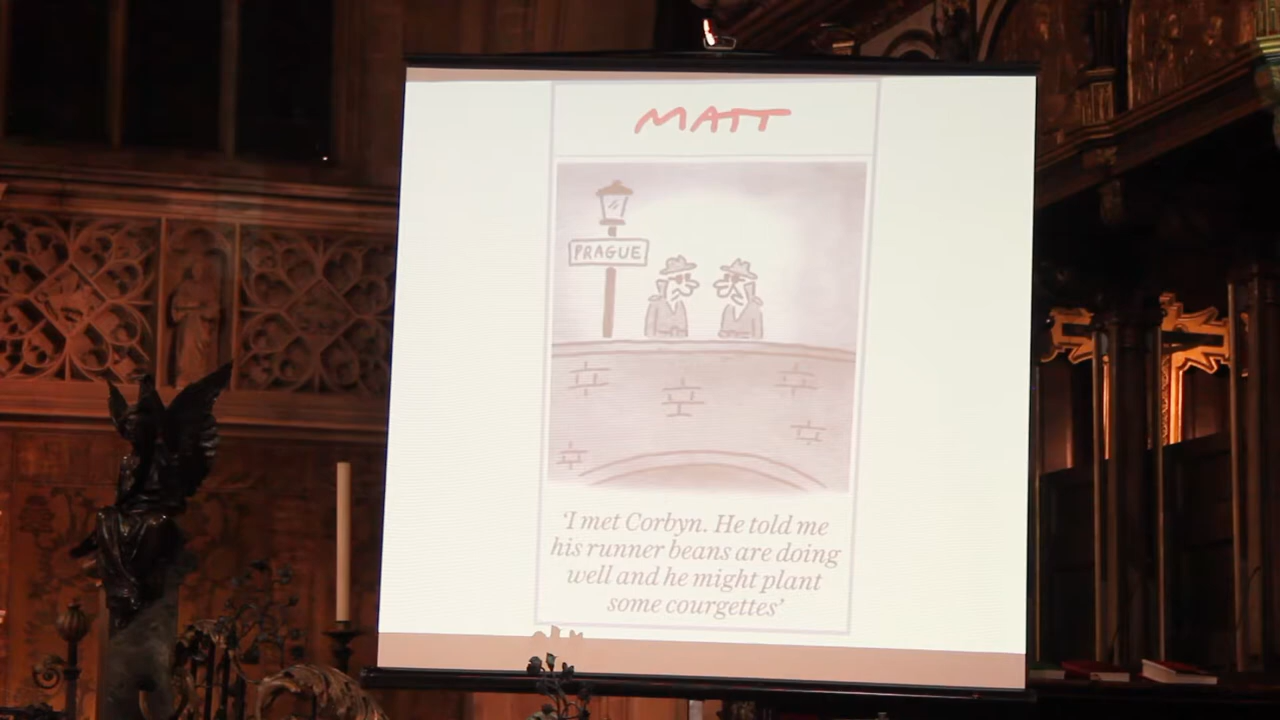 MATT
PRAGUE
'I met Corbyn. He told me
his runner beans are doing
well and he might plant
some courgettes'